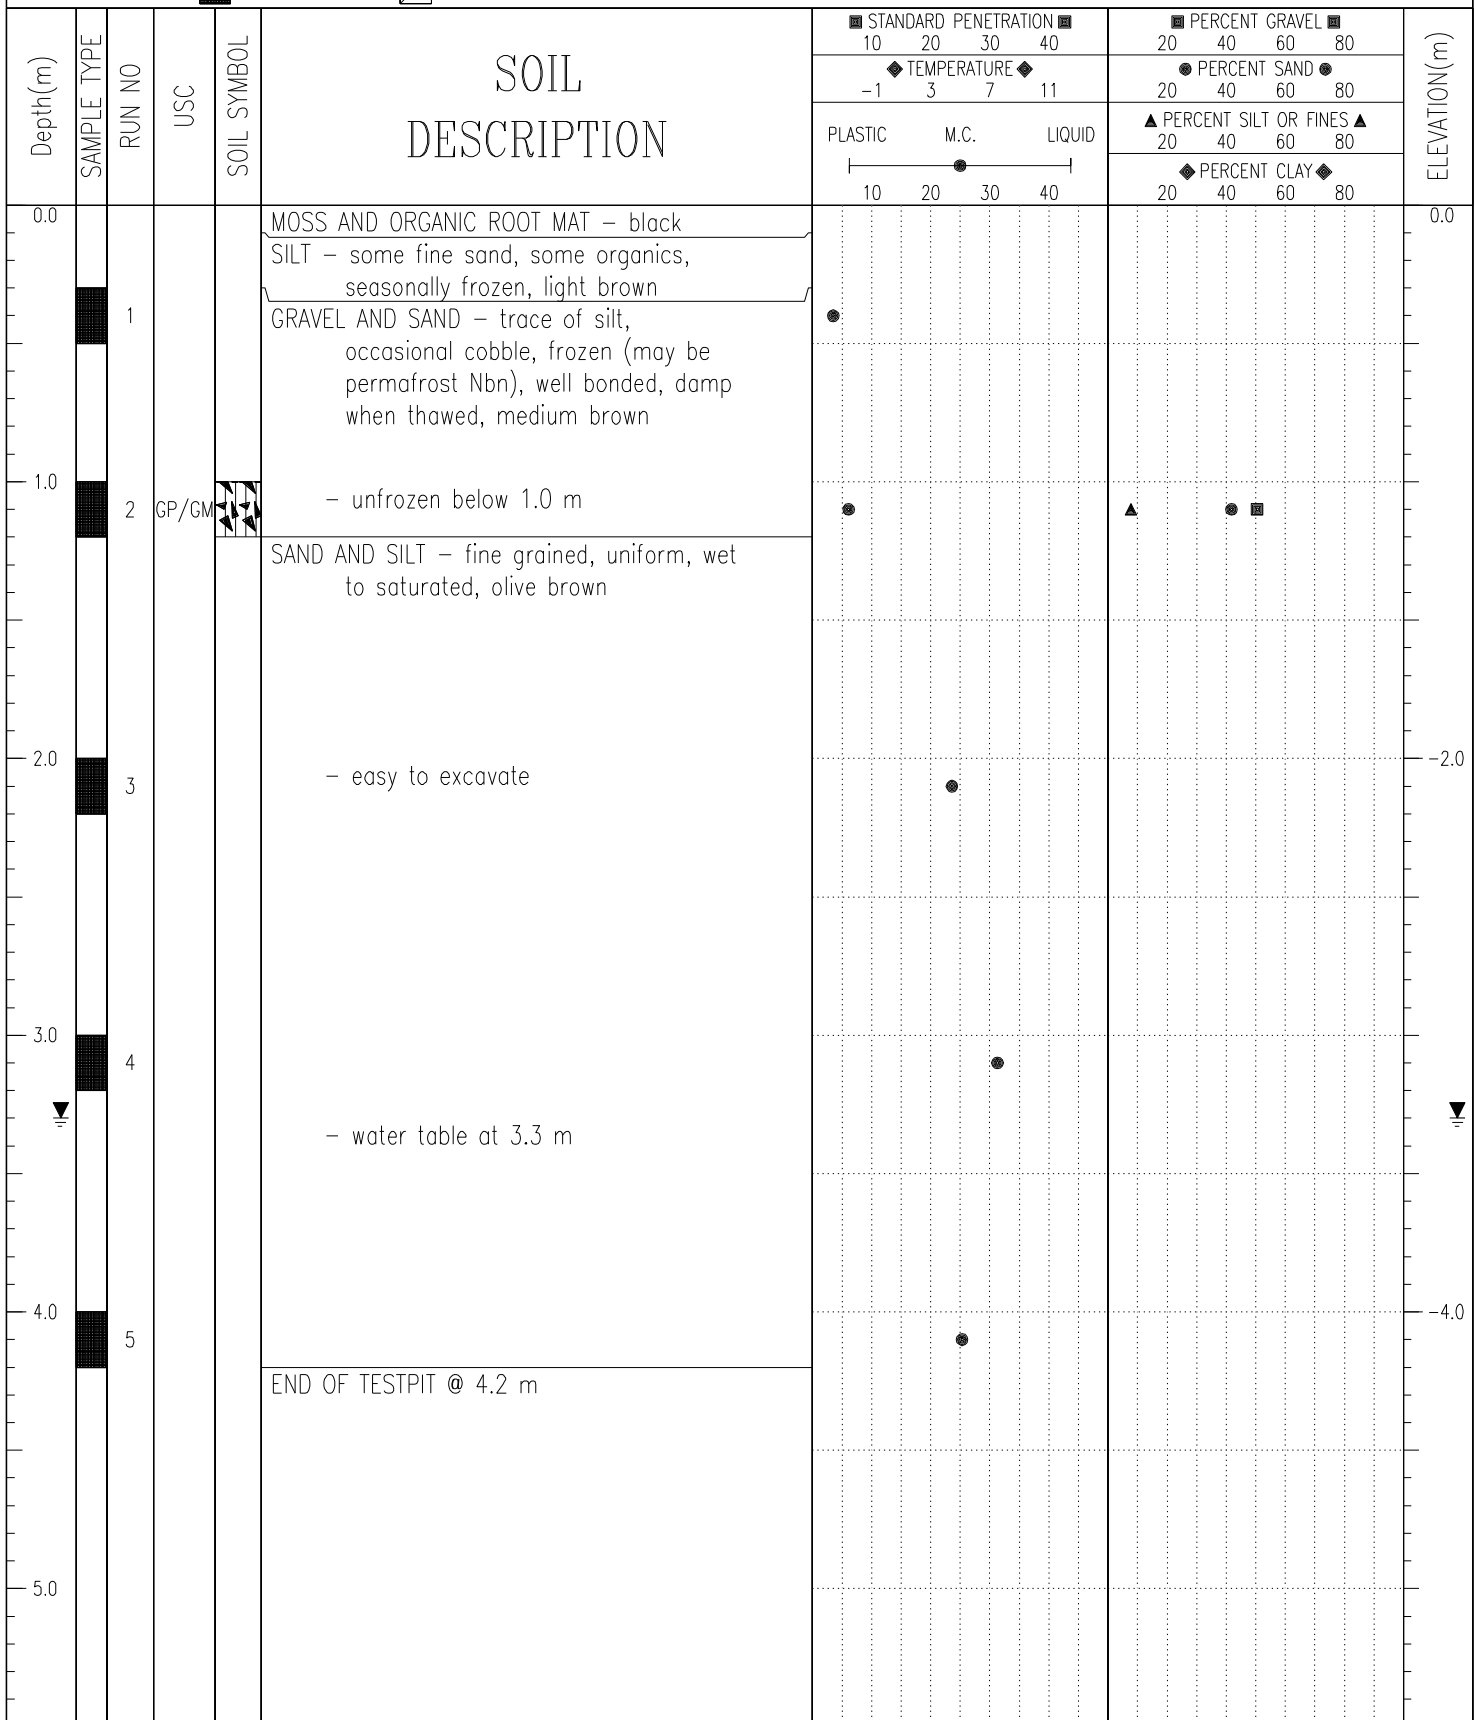 Depth(m)
SAMPLE TYPE
RUN NO
USC
SOIL SYMBOL
SOIL
DESCRIPTION
STANDARD PENETRATION
10 20 30 40
TEMPERATURE
-1 3 7 11
PLASTIC M.C. LIQUID
10 20 30 40
PERCENT GRAVEL
20 40 60 80
PERCENT SAND
20 40 60 80
PERCENT SILT OR FINES
20 40 60 80
PERCENT CLAY
20 40 60 80
ELEVATION(m)
0.0
MOSS AND ORGANIC ROOT MAT – black
0.0
SILT – some fine sand, some organics,
seasonally frozen, light brown
1
GRAVEL AND SAND – trace of silt,
occasional cobble, frozen (may be
permafrost Nbn), well bonded, damp
when thawed, medium brown
1.0
2
GP/GM
– unfrozen below 1.0 m
SAND AND SILT – fine grained, uniform, wet
to saturated, olive brown
2.0
-2.0
3
– easy to excavate
3.0
4
– water table at 3.3 m
4.0
-4.0
5
END OF TESTPIT @ 4.2 m
5.0